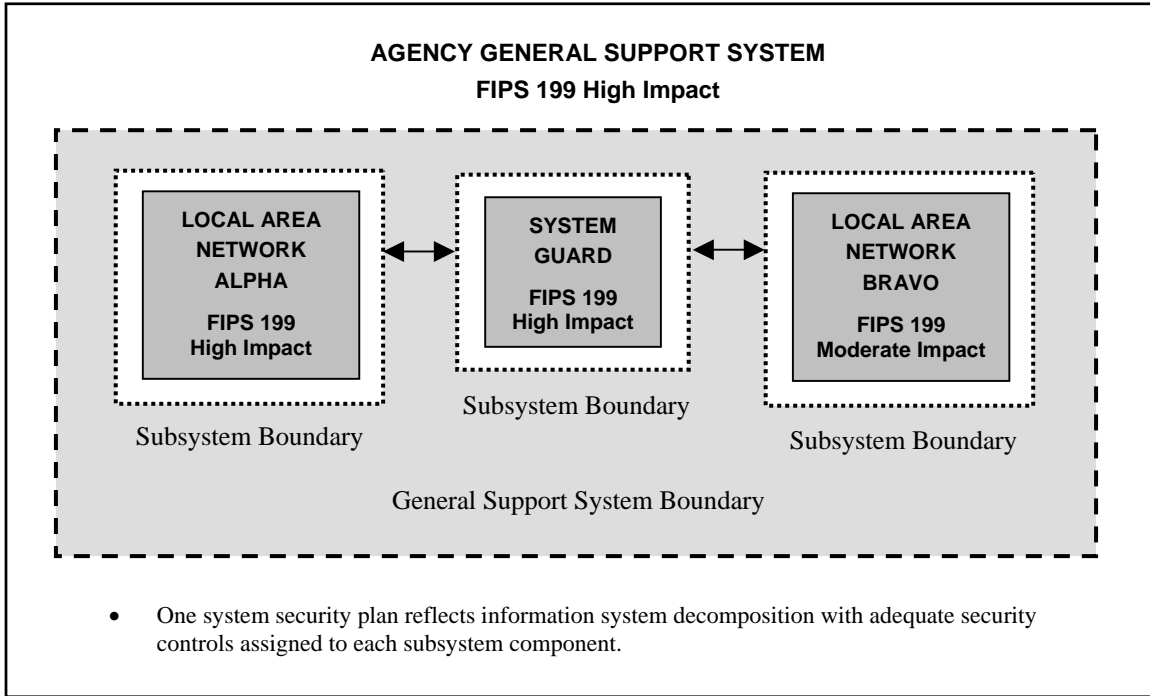 AGENCY GENERAL SUPPORT SYSTEM
FIPS 199 High Impact
LOCAL AREA
NETWORK
ALPHA
FIPS 199
High Impact
SYSTEM
GUARD
FIPS 199
High Impact
LOCAL AREA
NETWORK
BRAVO
FIPS 199
Moderate Impact
Subsystem Boundary
Subsystem Boundary
Subsystem Boundary
General Support System Boundary
• One system security plan reflects information system decomposition with adequate security
controls assigned to each subsystem component.